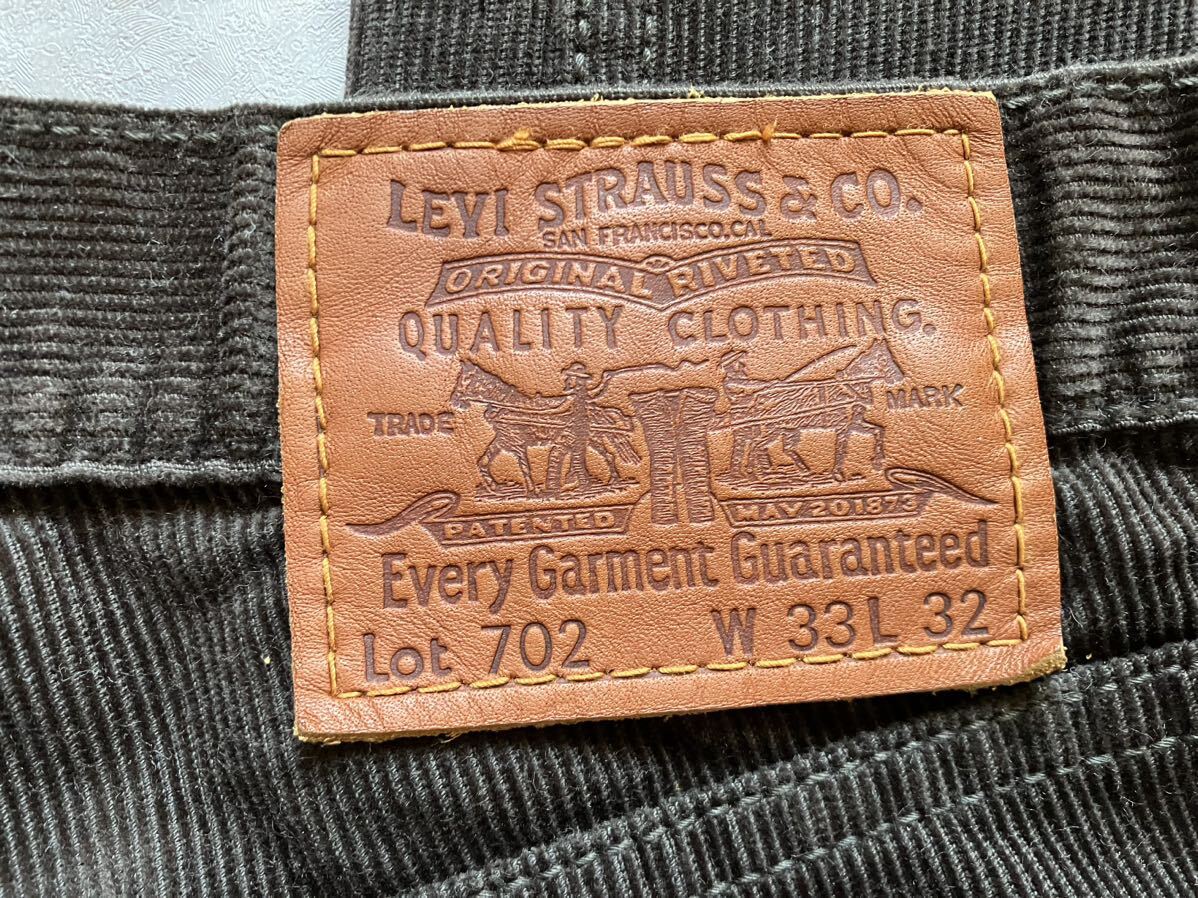 LEVI STRAUSS & CO.
SAN FRANCISCO.CAL
ORIGINAL RIVETED
QUALITY CLOTHING.
TRADE MARK
PATENTED MAY 20 1873
Every Garment Guaranteed
Lot 702 W 33 L 32